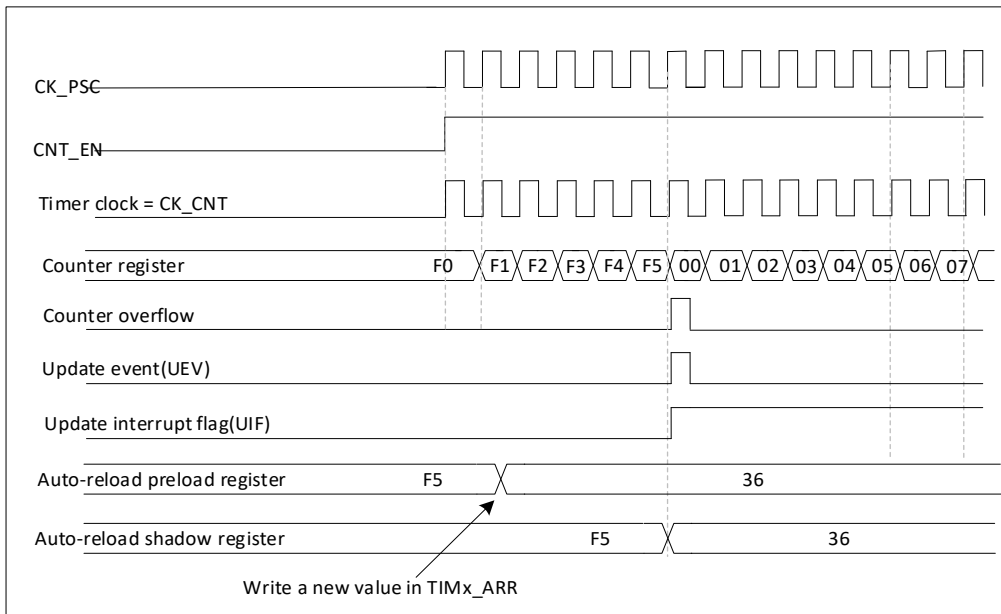 CK_PSC
CNT_EN
Timer clock = CK_CNT
Counter register F0 F1 F2 F3 F4 F5 00 01 02 03 04 05 06 07
Counter overflow
Update event(UEV)
Update interrupt flag(UIF)
Auto-reload preload register F5 36
Auto-reload shadow register F5 36
Write a new value in TIMx_ARR